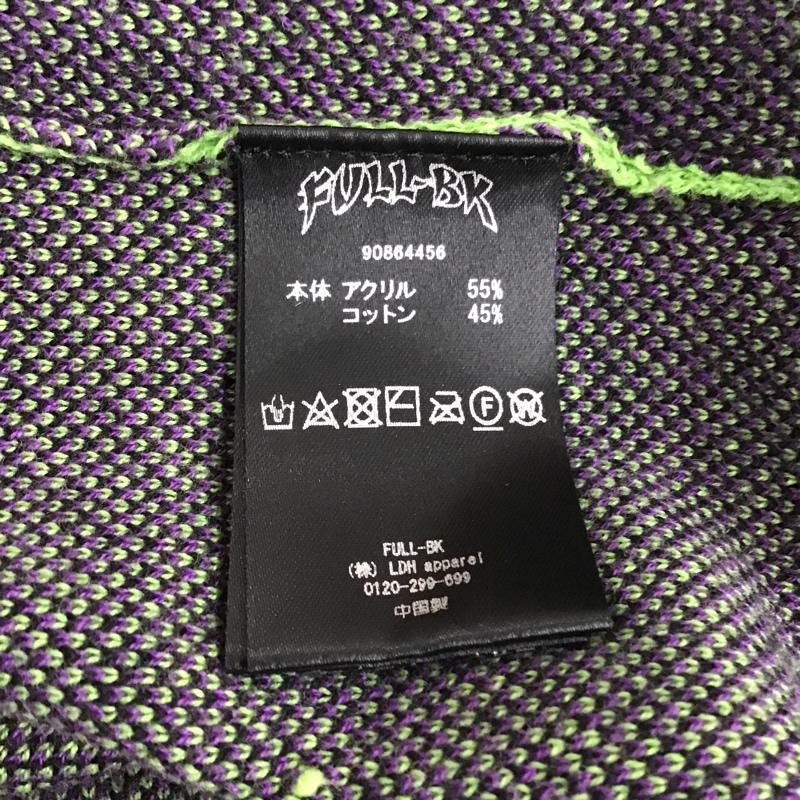 FULL-BK
90864456
本体 アクリル 55%
コットン 45%
F W
FULL-BK
(株) LDH apparel
0120-299-699
中国製